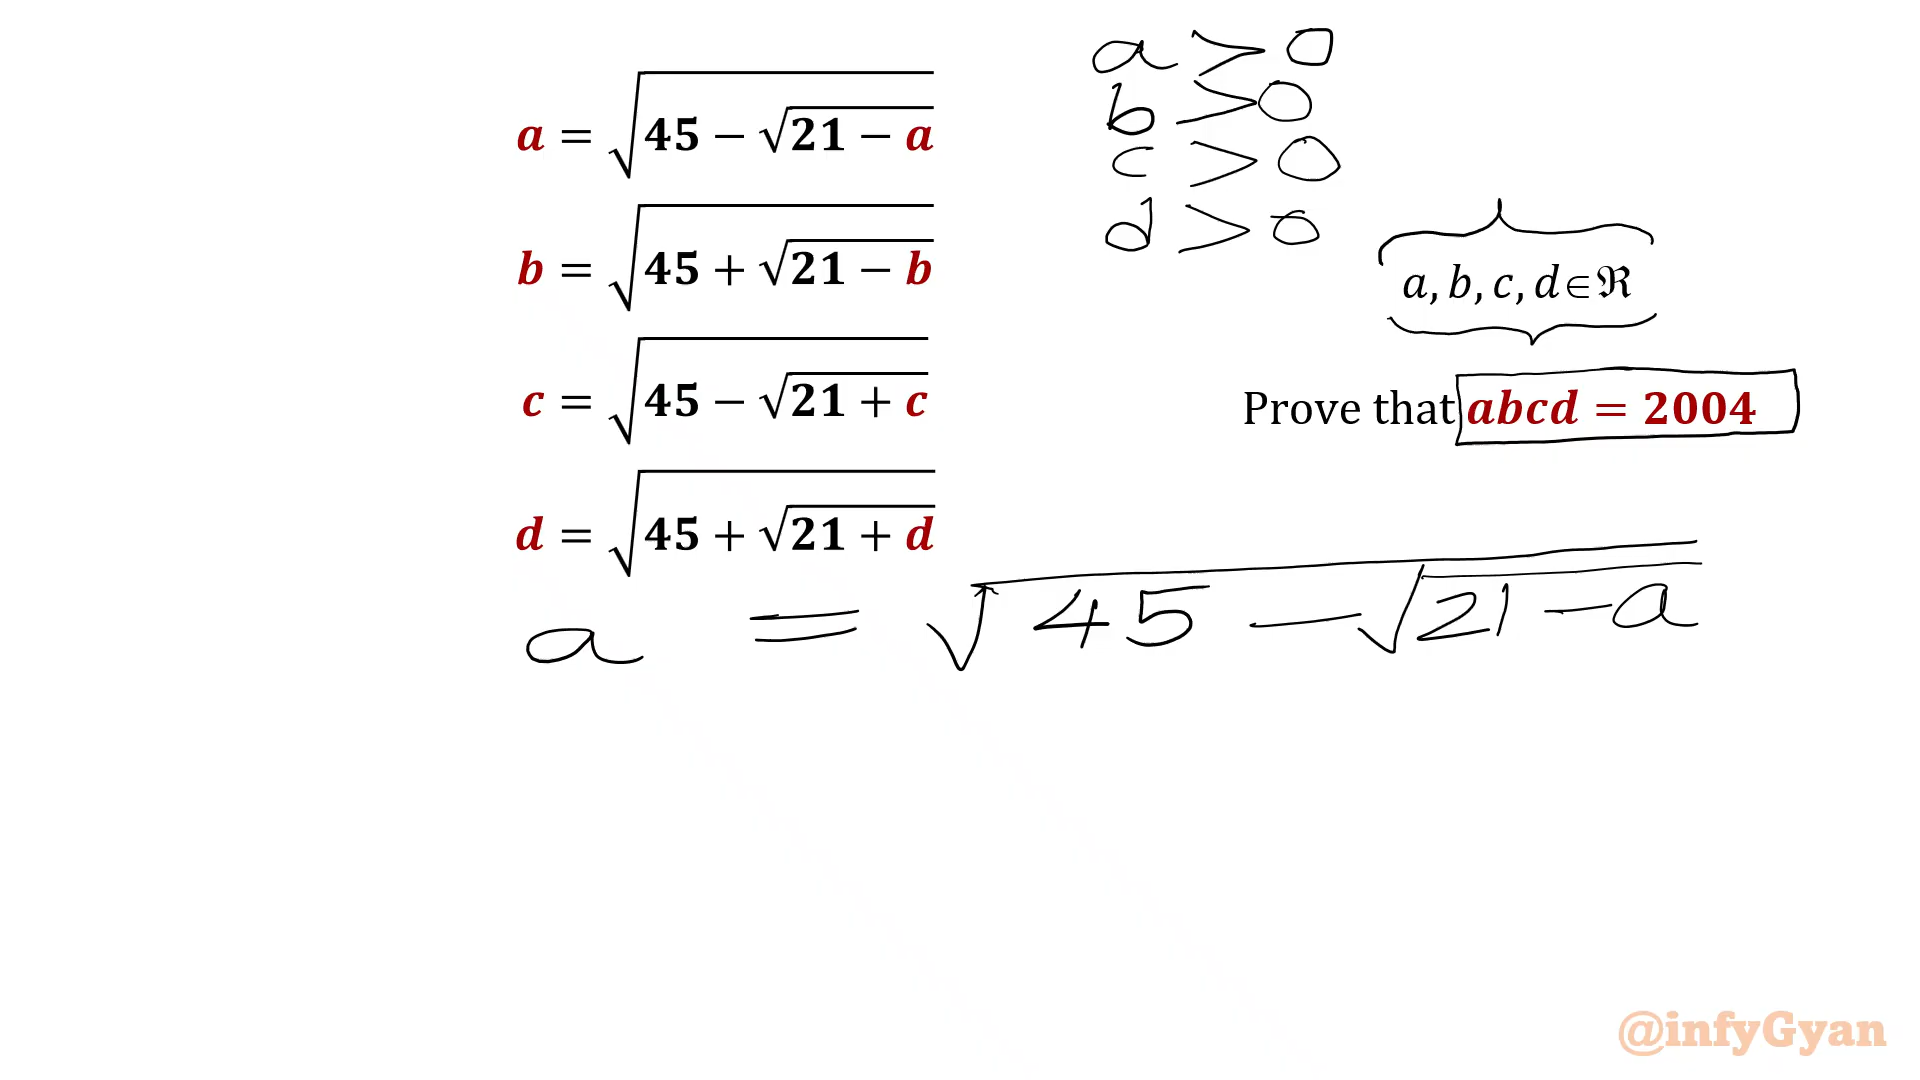 a = √(45 − √(21 − a))
b = √(45 + √(21 − b))
c = √(45 − √(21 + c))
d = √(45 + √(21 + d))
a > 0
b > 0
c > 0
d > 0
a, b, c, d ∈ ℜ
Prove that abcd = 2004
a = √(45 − √(21 − a))
@infyGyan